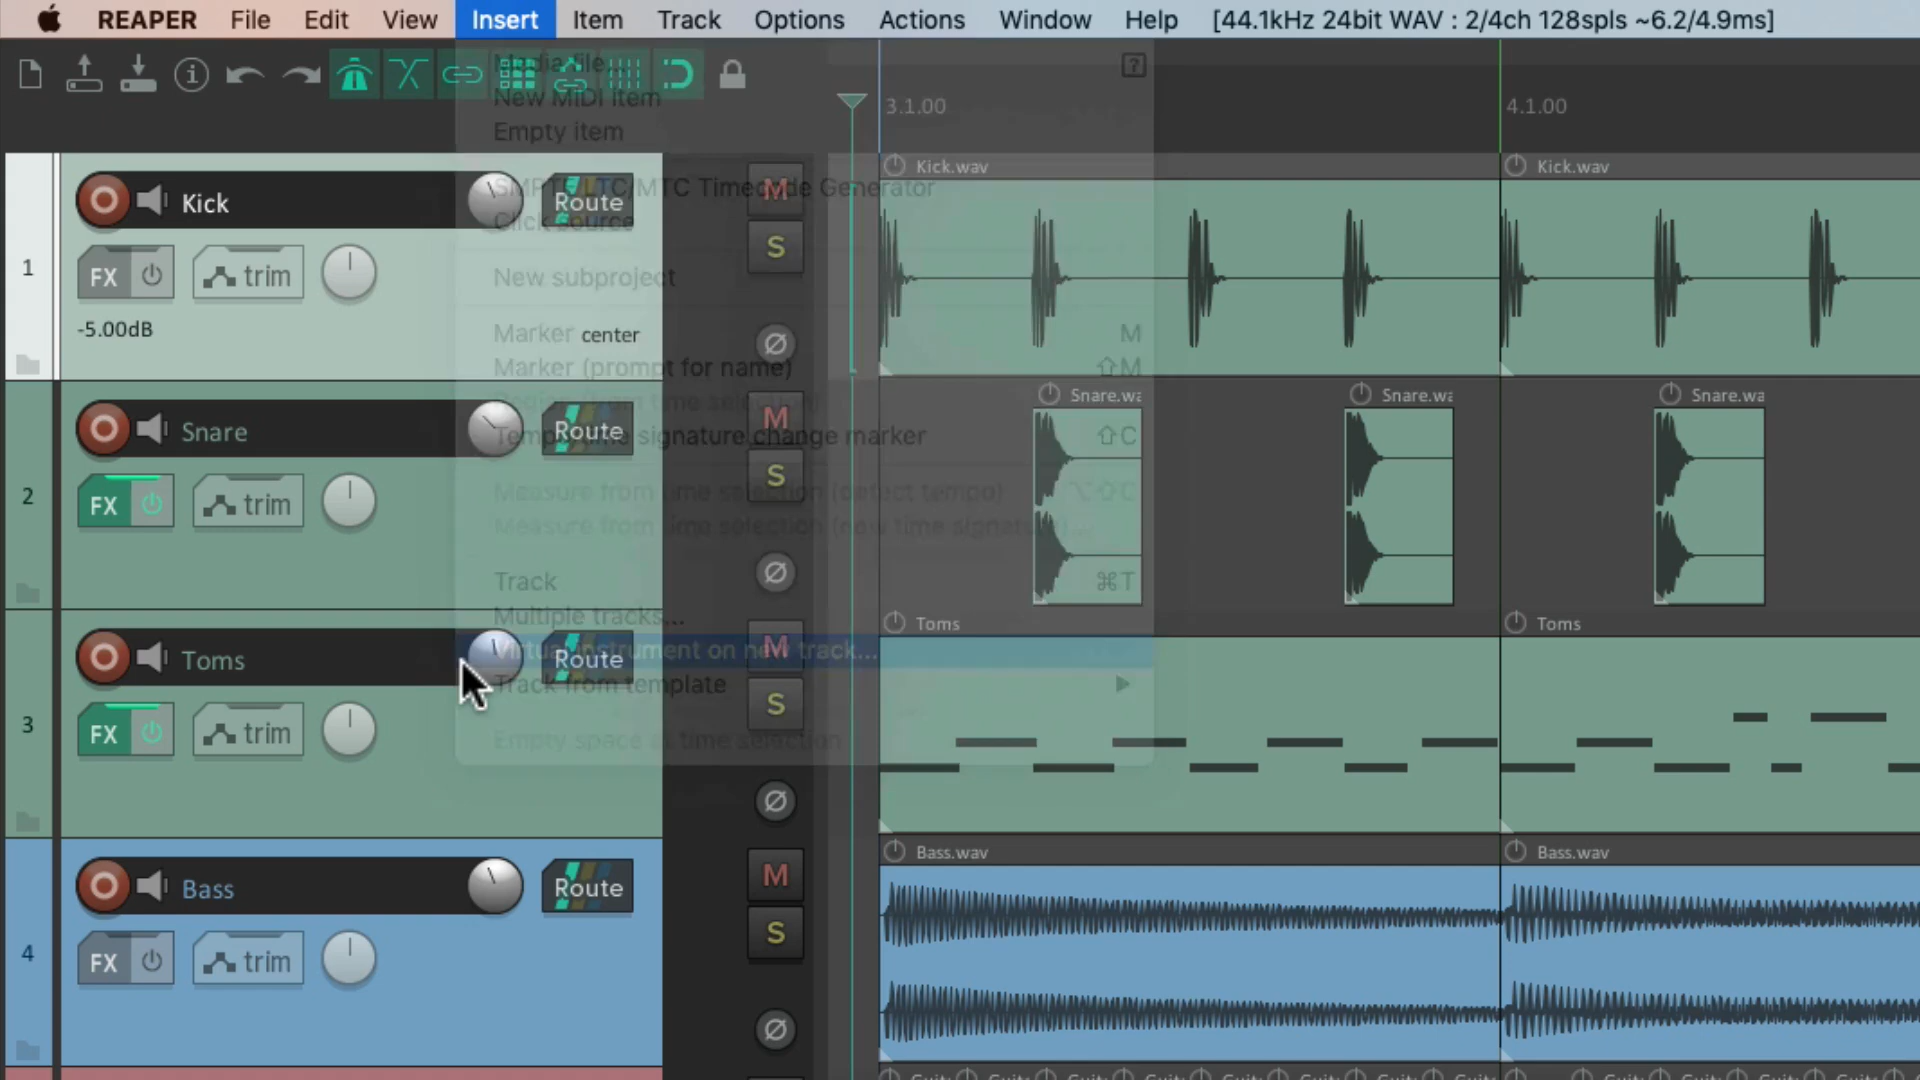 REAPER File Edit View Insert Item Track Options Actions Window Help [44.1kHz 24bit WAV : 2/4ch 128spls ~6.2/4.9ms]
Media file...
New MIDI item
Empty item
SMPTE/LTC/MTC Timecode Generator
Click source
New subproject
Marker M
Marker (prompt for name) ⇧M
Region (from time selection)
Tempo/time signature change marker ⇧C
Measure from time selection (detect tempo) ⌥⇧C
Measure from time selection (new time signature)...
Track ⌘T
Multiple tracks...
Virtual instrument on new track...
Track from template
Empty space at time selection
3.1.00 4.1.00
1
Kick Route M
FX trim S
-5.00dB center
2
Snare Route M
FX trim S
3
Toms Route M
FX trim S
4
Bass Route M
FX trim S
Kick.wav Kick.wav
Snare.wa Snare.wa Snare.wa
Toms Toms
Bass.wav Bass.wav